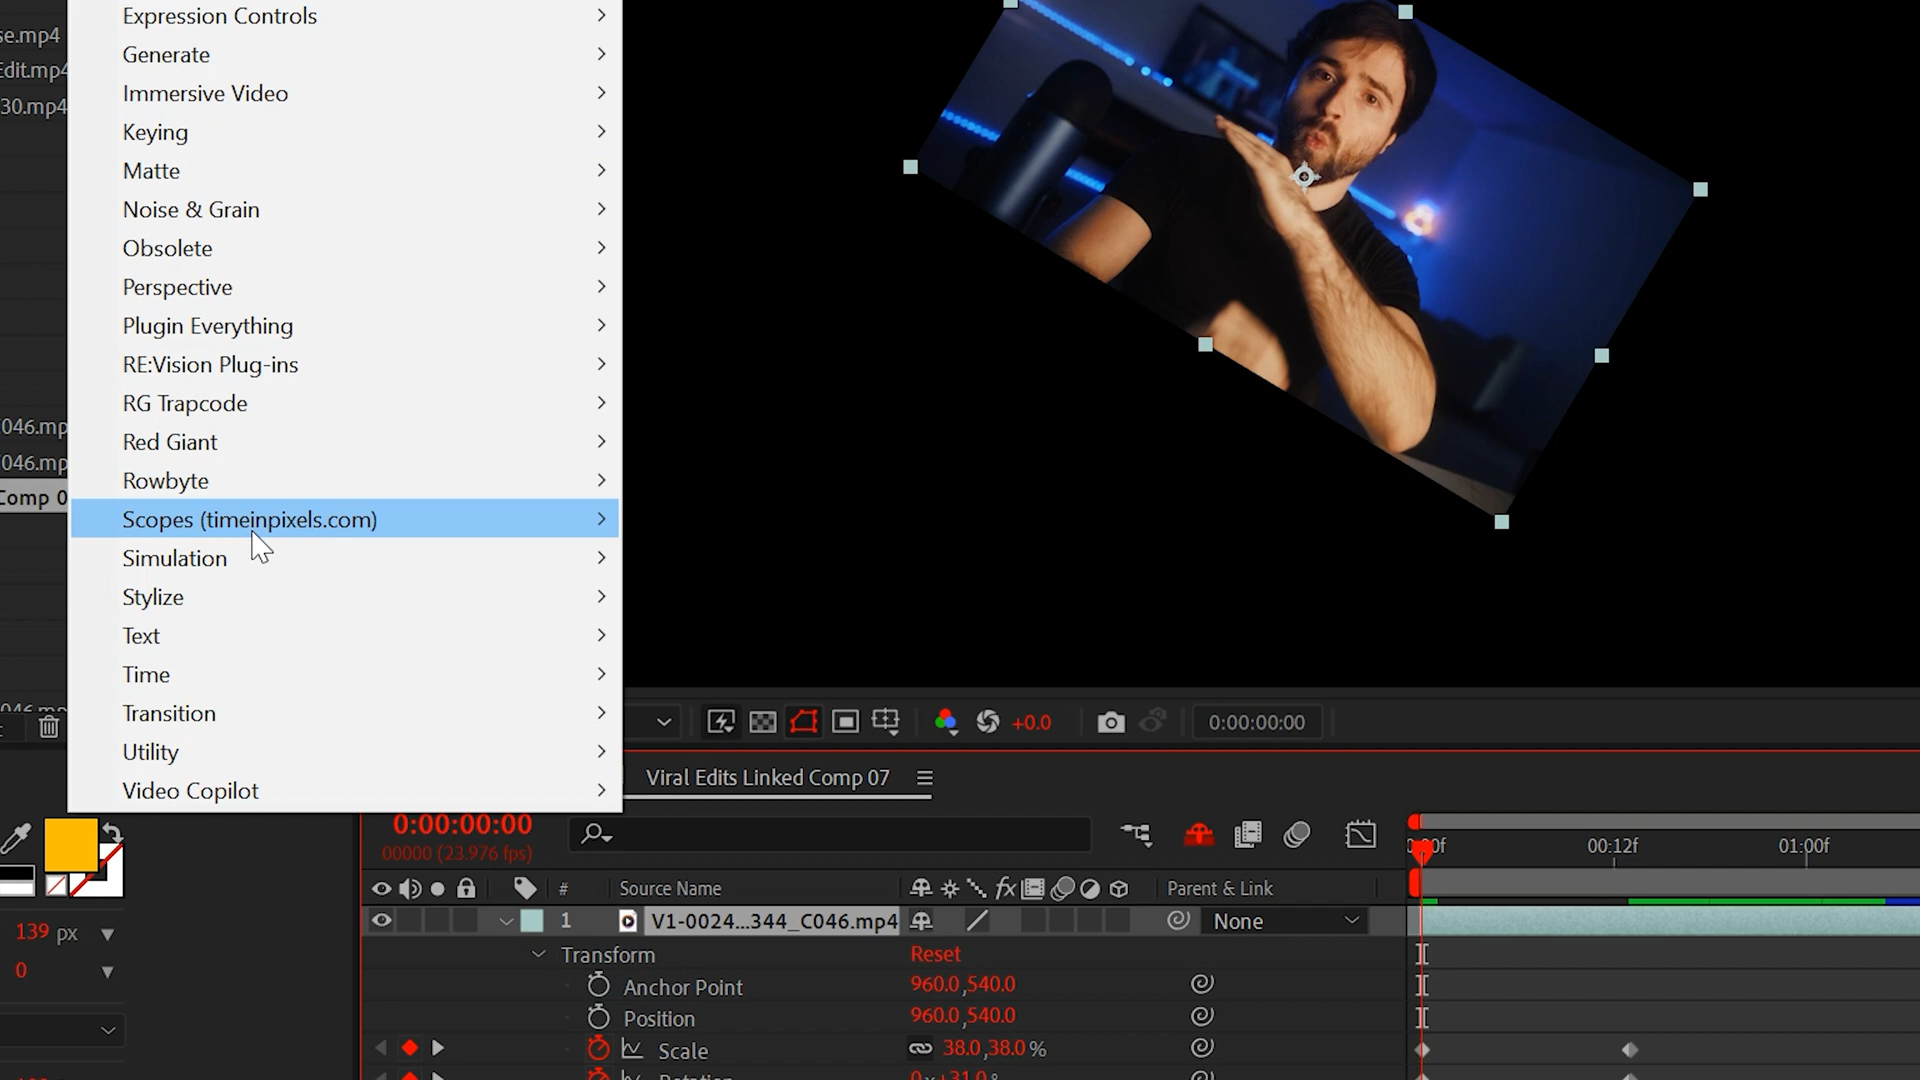 Expression Controls
Generate
Immersive Video
Keying
Matte
Noise & Grain
Obsolete
Perspective
Plugin Everything
RE:Vision Plug-ins
RG Trapcode
Red Giant
Rowbyte
Scopes (timeinpixels.com)
Simulation
Stylize
Text
Time
Transition
Utility
Video Copilot
se.mp4
Edit.mp4
30.mp4
046.mp
046.mp
Comp 0
+0.0
0:00:00:00
Viral Edits Linked Comp 07
0:00:00:00
00000 (23.976 fps)
00:12f
01:00f
# Source Name
fx
Parent & Link
1 V1-0024...344_C046.mp4
None
Transform
Reset
Anchor Point
960.0,540.0
Position
960.0,540.0
Scale
38.0,38.0 %
139 px
0